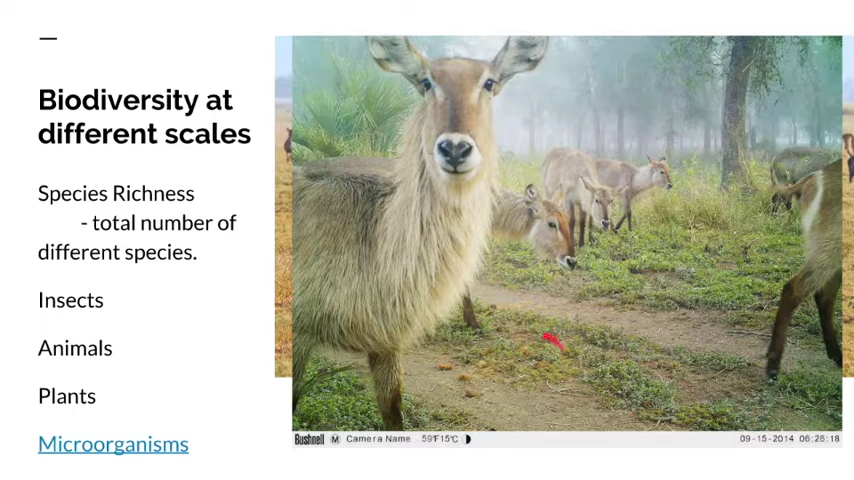 Biodiversity at
different scales
Species Richness
- total number of
different species.
Insects
Animals
Plants
Microorganisms
Bushnell M Camera Name 59°F15°C 09-15-2014 06:26:18